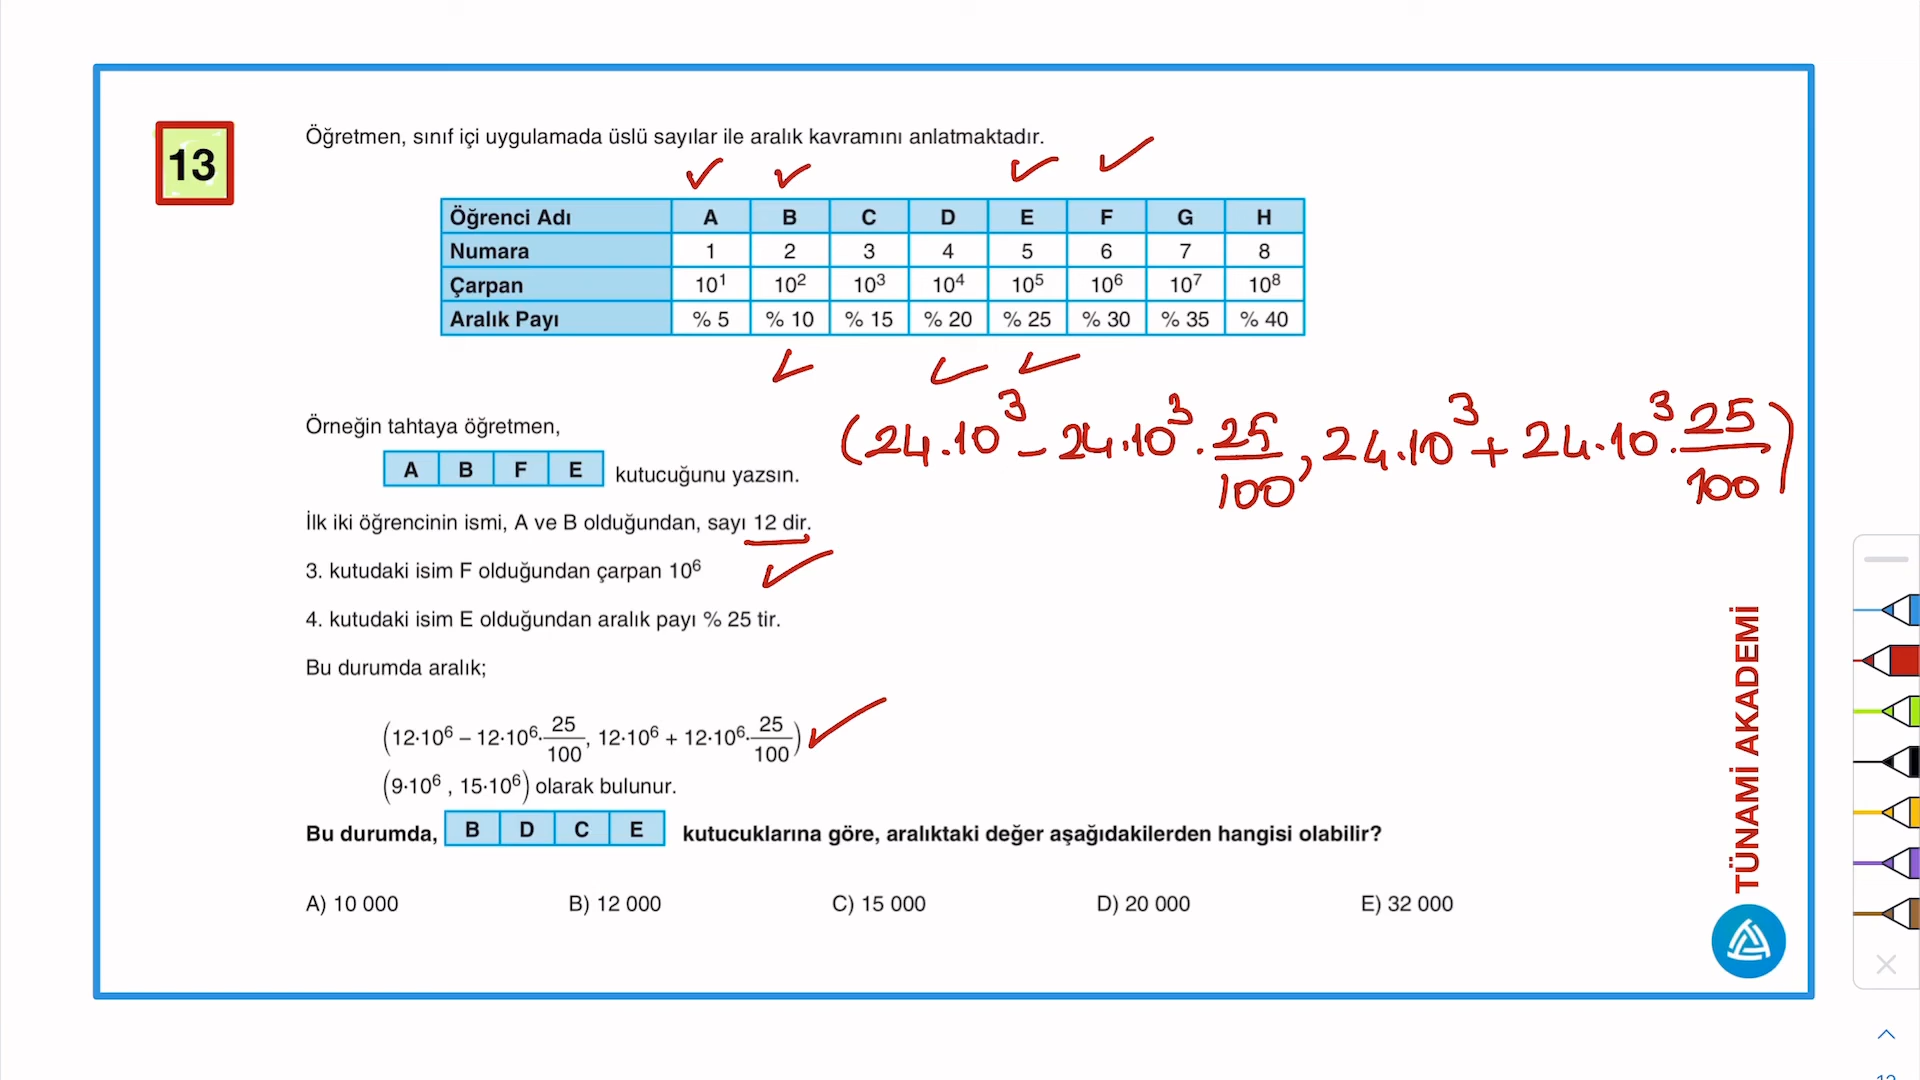 13
Öğretmen, sınıf içi uygulamada üslü sayılar ile aralık kavramını anlatmaktadır.
Öğrenci Adı A B C D E F G H
Numara 1 2 3 4 5 6 7 8
Çarpan 10¹ 10² 10³ 10⁴ 10⁵ 10⁶ 10⁷ 10⁸
Aralık Payı % 5 % 10 % 15 % 20 % 25 % 30 % 35 % 40
Örneğin tahtaya öğretmen,
A B F E kutucuğunu yazsın.
(24.10³ - 24.10³ . 25/100, 24.10³ + 24.10³ . 25/100)
İlk iki öğrencinin ismi, A ve B olduğundan, sayı 12 dir.
3. kutudaki isim F olduğundan çarpan 10⁶
4. kutudaki isim E olduğundan aralık payı % 25 tir.
Bu durumda aralık;
(12·10⁶ – 12·10⁶·25/100, 12·10⁶ + 12·10⁶·25/100)
(9·10⁶ , 15·10⁶) olarak bulunur.
Bu durumda, B D C E kutucuklarına göre, aralıktaki değer aşağıdakilerden hangisi olabilir?
A) 10 000 B) 12 000 C) 15 000 D) 20 000 E) 32 000
TÜNAMİ AKADEMİ